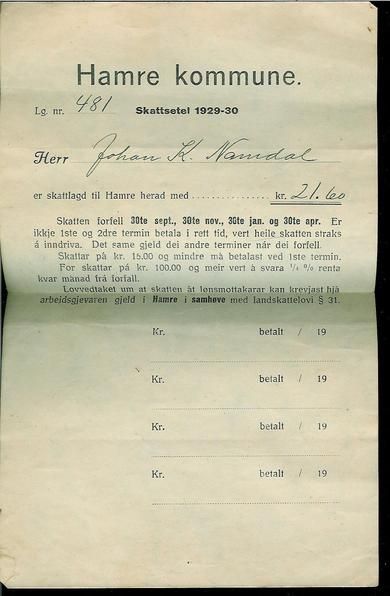 Hamre kommune.
Lg. nr. 481 Skattsetel 1929-30
Herr Johan K. Namdal
er skattlagd til Hamre herad med . . . . . . . . . . . . . . . kr. 21.60
Skatten forfell 30te sept., 30te nov., 30te jan. og 30te apr. Er
ikkje 1ste og 2dre termin betala i rett tid, vert heile skatten straks
å inndriva. Det same gjeld dei andre terminer når dei forfell.
Skattar på kr. 15.00 og mindre må betalast ved 1ste termin.
For skattar på kr. 100.00 og meir vert å svara 1/4 % renta
kvar månad frå forfall.
Lovvedtaket um at skatten åt lønsmottakarar kan krevjast hjå
arbeidsgjevaren gjeld i Hamre i samhøve med landskattelovi § 31.
Kr. betalt / 19
Kr. betalt / 19
Kr. betalt / 19
Kr. betalt / 19